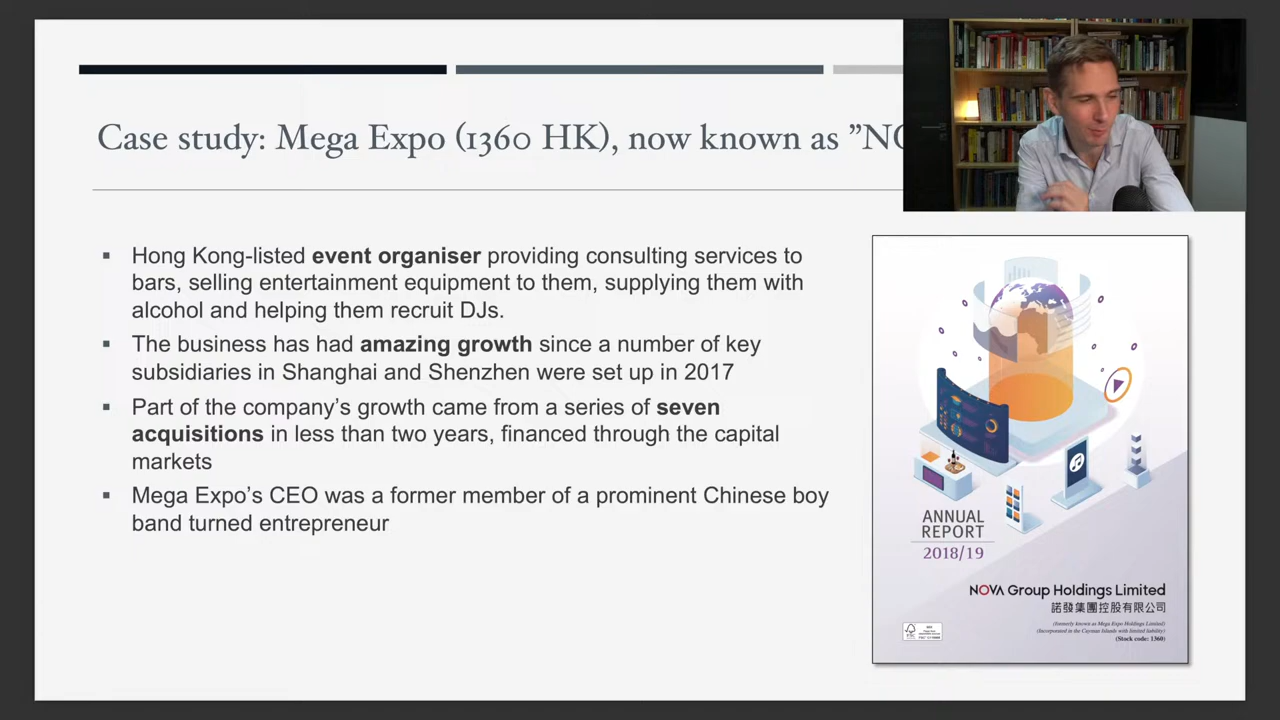 Case study: Mega Expo (1360 HK), now known as ”NO
▪ Hong Kong-listed event organiser providing consulting services to
bars, selling entertainment equipment to them, supplying them with
alcohol and helping them recruit DJs.
▪ The business has had amazing growth since a number of key
subsidiaries in Shanghai and Shenzhen were set up in 2017
▪ Part of the company’s growth came from a series of seven
acquisitions in less than two years, financed through the capital
markets
▪ Mega Expo’s CEO was a former member of a prominent Chinese boy
band turned entrepreneur
ANNUAL
REPORT
2018/19
NOVA Group Holdings Limited
諾發集團控股有限公司
(formerly known as Mega Expo Holdings Limited)
(Incorporated in the Cayman Islands with limited liability)
(Stock code: 1360)